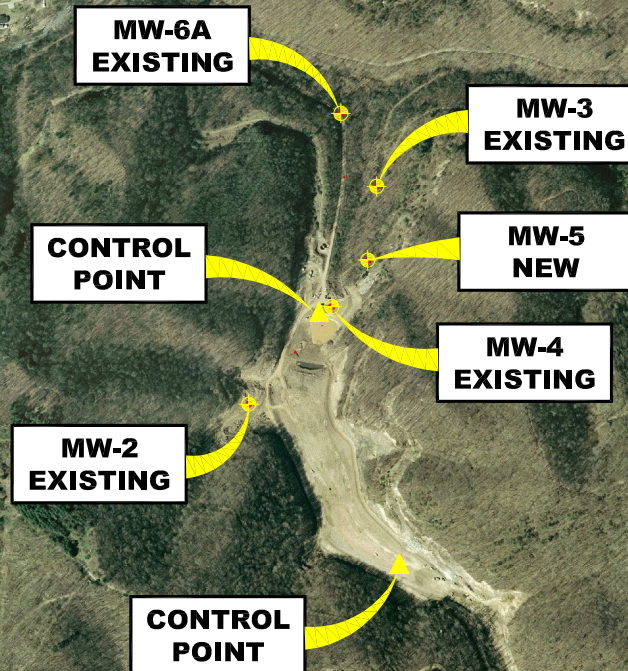 MW-6A
EXISTING
MW-3
EXISTING
CONTROL
POINT
MW-5
NEW
MW-4
EXISTING
MW-2
EXISTING
CONTROL
POINT